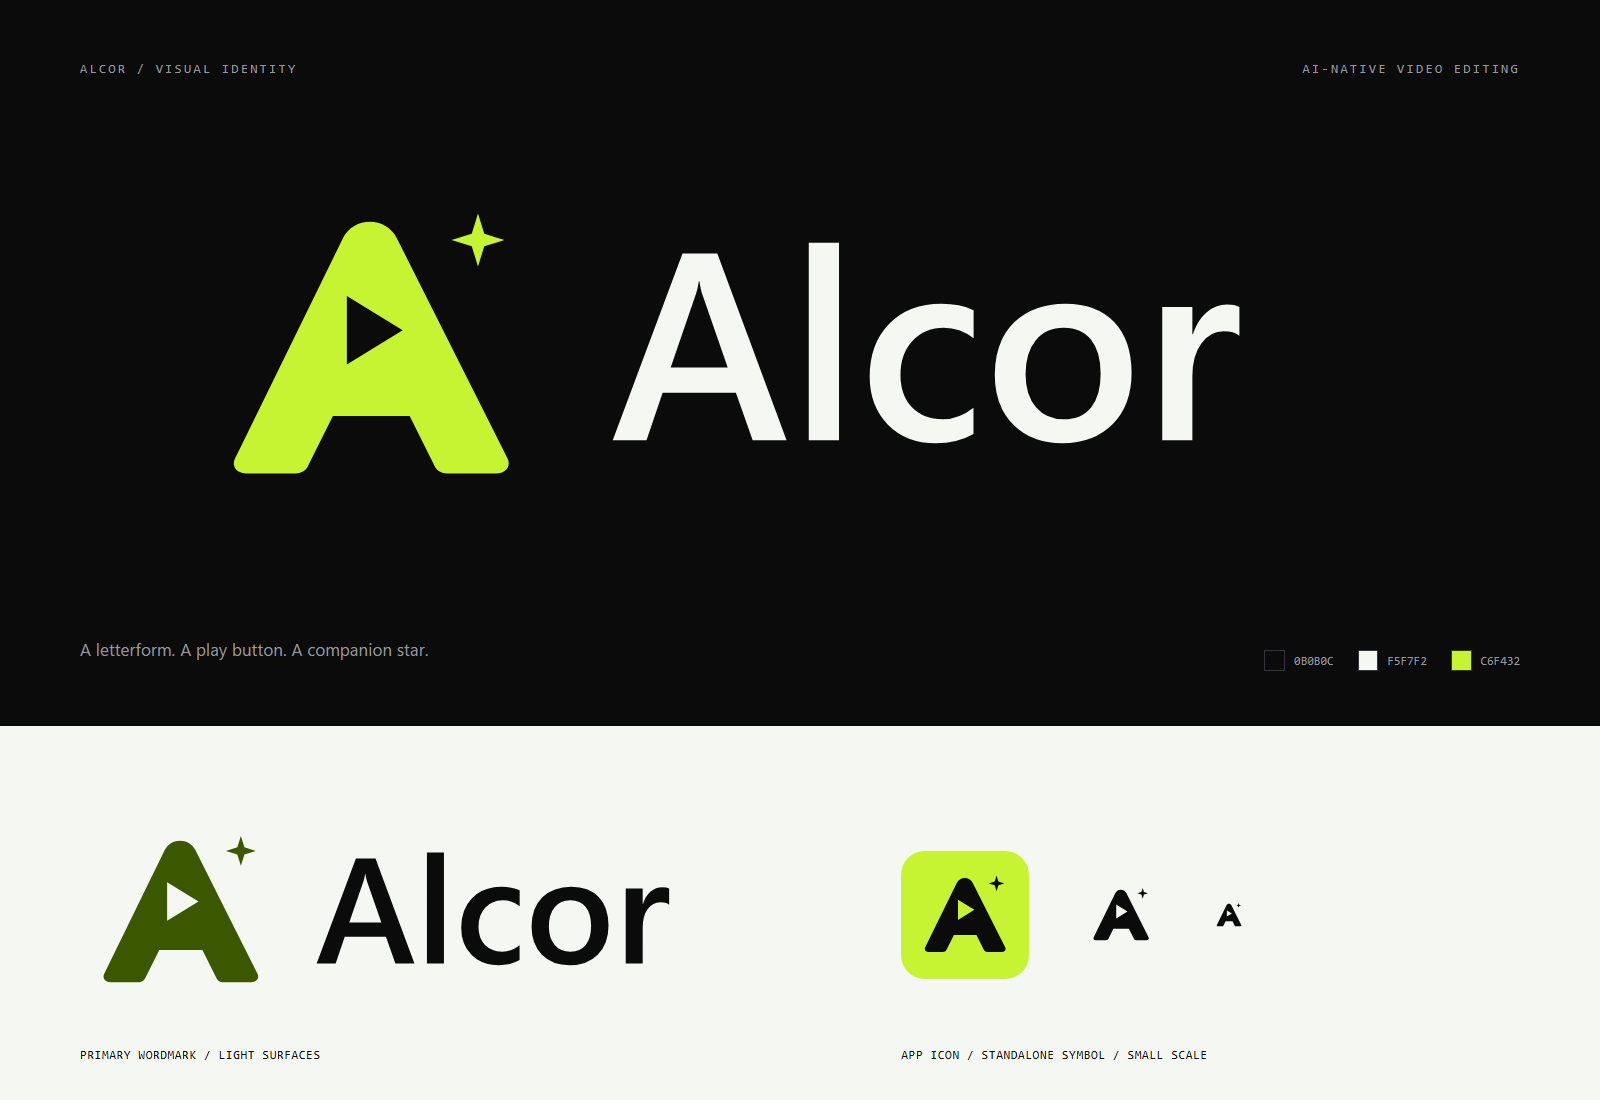 ALCOR / VISUAL IDENTITY
AI-NATIVE VIDEO EDITING
Alcor
A letterform. A play button. A companion star.
0B0B0C
F5F7F2
C6F432
Alcor
PRIMARY WORDMARK / LIGHT SURFACES
APP ICON / STANDALONE SYMBOL / SMALL SCALE